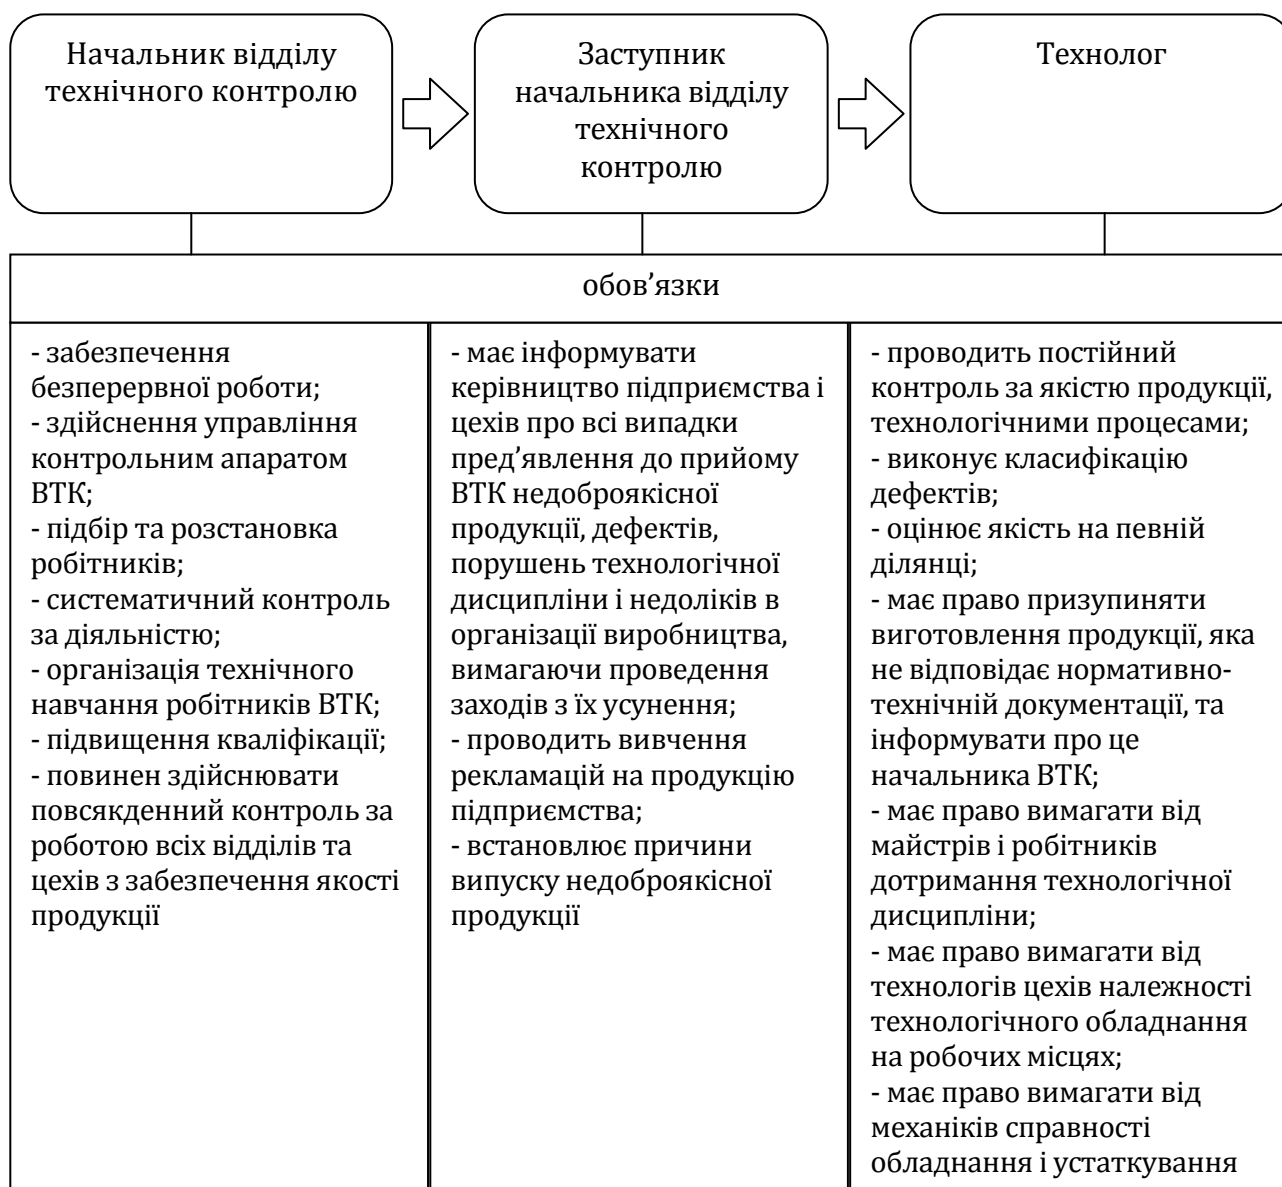 Начальник відділу
технічного контролю
Заступник
начальника відділу
технічного
контролю
Технолог
обов’язки
- забезпечення
безперервної роботи;
- здійснення управління
контрольним апаратом
ВТК;
- підбір та розстановка
робітників;
- систематичний контроль
за діяльністю;
- організація технічного
навчання робітників ВТК;
- підвищення кваліфікації;
- повинен здійснювати
повсякденний контроль за
роботою всіх відділів та
цехів з забезпечення якості
продукції
- має інформувати
керівництво підприємства і
цехів про всі випадки
пред’явлення до прийому
ВТК недоброякісної
продукції, дефектів,
порушень технологічної
дисципліни і недоліків в
організації виробництва,
вимагаючи проведення
заходів з їх усунення;
- проводить вивчення
рекламацій на продукцію
підприємства;
- встановлює причини
випуску недоброякісної
продукції
- проводить постійний
контроль за якістю продукції,
технологічними процесами;
- виконує класифікацію
дефектів;
- оцінює якість на певній
ділянці;
- має право призупиняти
виготовлення продукції, яка
не відповідає нормативно-
технічній документації, та
інформувати про це
начальника ВТК;
- має право вимагати від
майстрів і робітників
дотримання технологічної
дисципліни;
- має право вимагати від
технологів цехів належності
технологічного обладнання
на робочих місцях;
- має право вимагати від
механіків справності
обладнання і устаткування